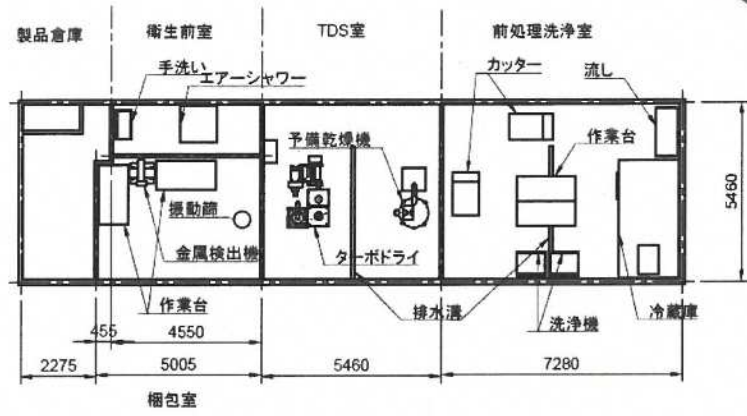 製品倉庫
衛生前室
TDS室
前処理洗浄室
手洗い
エアーシャワー
カッター
流し
予備乾燥機
作業台
振動篩
金属検出機
ターボドライ
5460
作業台
排水溝
洗浄機
冷蔵庫
455
4550
2275
5005
5460
7280
梱包室